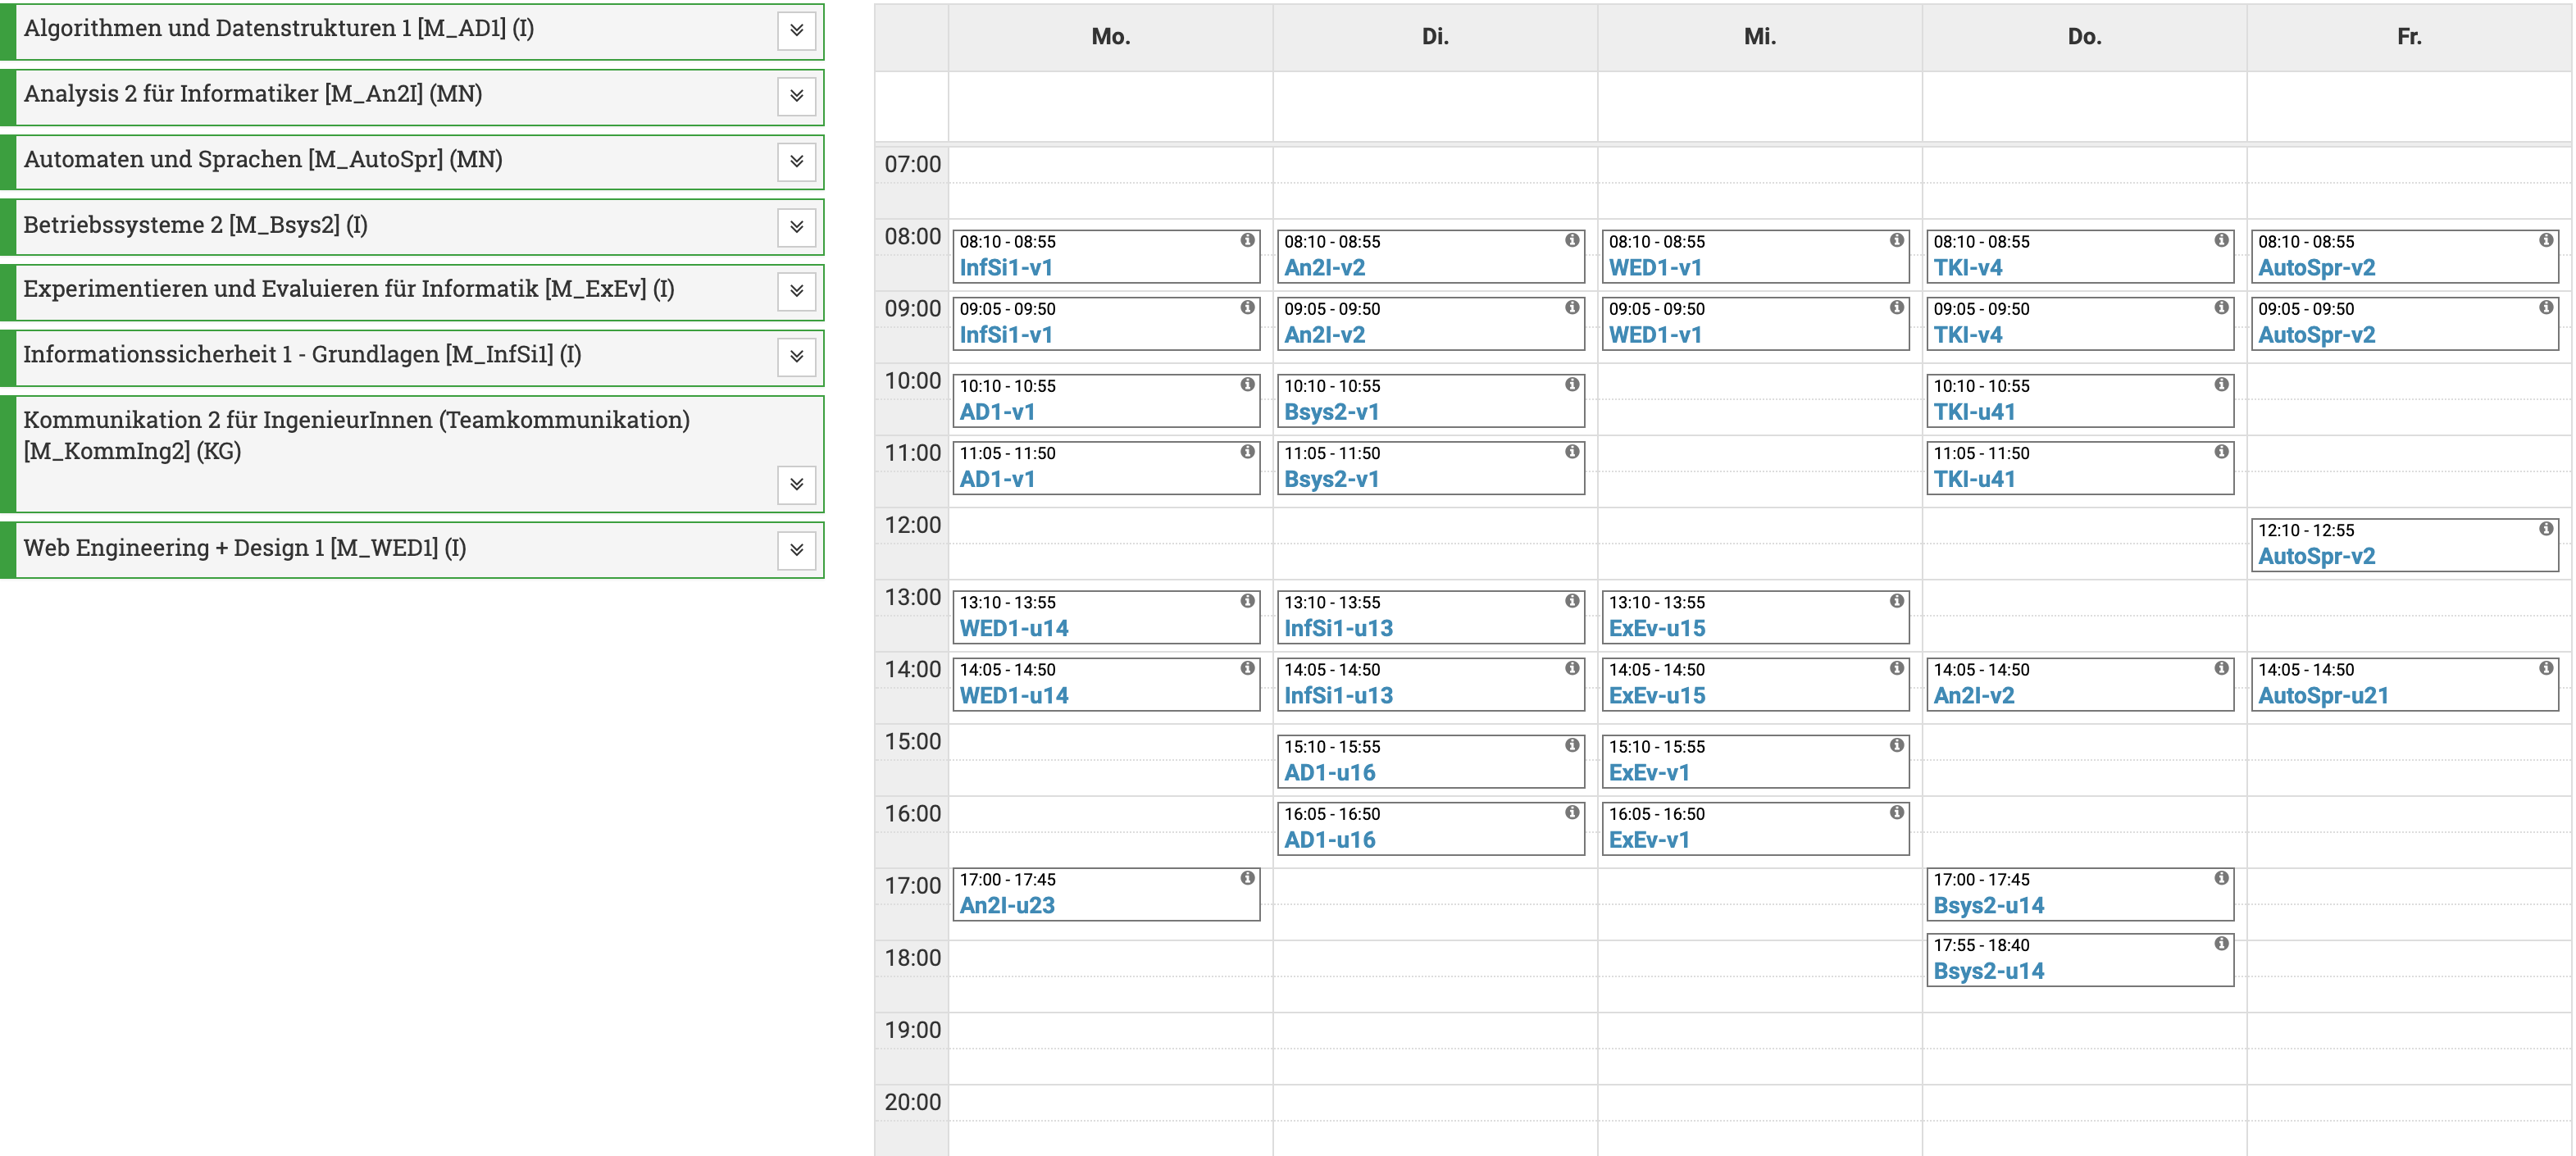 Algorithmen und Datenstrukturen 1 [M_AD1] (I)
Analysis 2 für Informatiker [M_An2I] (MN)
Automaten und Sprachen [M_AutoSpr] (MN)
Betriebssysteme 2 [M_Bsys2] (I)
Experimentieren und Evaluieren für Informatik [M_ExEv] (I)
Informationssicherheit 1 - Grundlagen [M_InfSi1] (I)
Kommunikation 2 für IngenieurInnen (Teamkommunikation)
[M_KommIng2] (KG)
Web Engineering + Design 1 [M_WED1] (I)
Mo. Di. Mi. Do. Fr.
07:00
08:00
08:10 - 08:55 08:10 - 08:55 08:10 - 08:55 08:10 - 08:55 08:10 - 08:55
InfSi1-v1 An2I-v2 WED1-v1 TKI-v4 AutoSpr-v2
09:00
09:05 - 09:50 09:05 - 09:50 09:05 - 09:50 09:05 - 09:50 09:05 - 09:50
InfSi1-v1 An2I-v2 WED1-v1 TKI-v4 AutoSpr-v2
10:00
10:10 - 10:55 10:10 - 10:55 10:10 - 10:55
AD1-v1 Bsys2-v1 TKI-u41
11:00
11:05 - 11:50 11:05 - 11:50 11:05 - 11:50
AD1-v1 Bsys2-v1 TKI-u41
12:00
12:10 - 12:55
AutoSpr-v2
13:00
13:10 - 13:55 13:10 - 13:55 13:10 - 13:55
WED1-u14 InfSi1-u13 ExEv-u15
14:00
14:05 - 14:50 14:05 - 14:50 14:05 - 14:50 14:05 - 14:50 14:05 - 14:50
WED1-u14 InfSi1-u13 ExEv-u15 An2I-v2 AutoSpr-u21
15:00
15:10 - 15:55 15:10 - 15:55
AD1-u16 ExEv-v1
16:00
16:05 - 16:50 16:05 - 16:50
AD1-u16 ExEv-v1
17:00
17:00 - 17:45 17:00 - 17:45
An2I-u23 Bsys2-u14
18:00
17:55 - 18:40
Bsys2-u14
19:00
20:00